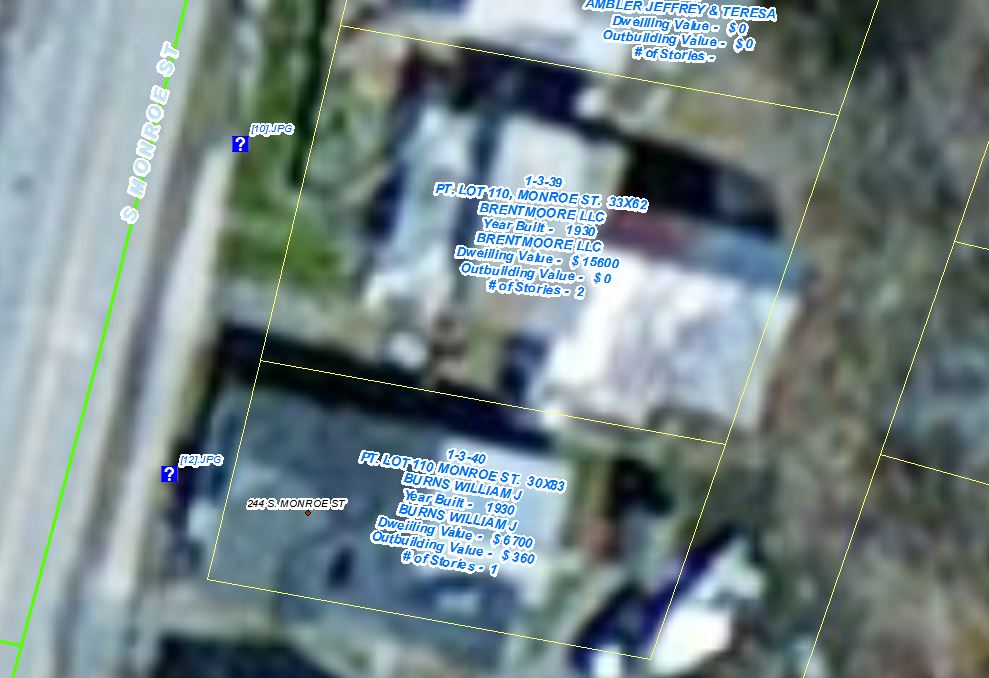 AMBLER JEFFREY & TERESA
Dwelling Value - $ 0
Outbuilding Value - $ 0
# of Stories -
S MONROE ST
[10].JPG
1-3-39
PT. LOT 110, MONROE ST. 33X62
BRENTMOORE LLC
Year Built - 1930
BRENTMOORE LLC
Dwelling Value - $ 15600
Outbuilding Value - $ 0
# of Stories - 2
[12].JPG
244 S. MONROE ST
1-3-40
PT. LOT 110 MONROE ST. 30X83
BURNS WILLIAM J
Year Built - 1930
BURNS WILLIAM J
Dwelling Value - $ 6700
Outbuilding Value - $ 360
# of Stories - 1